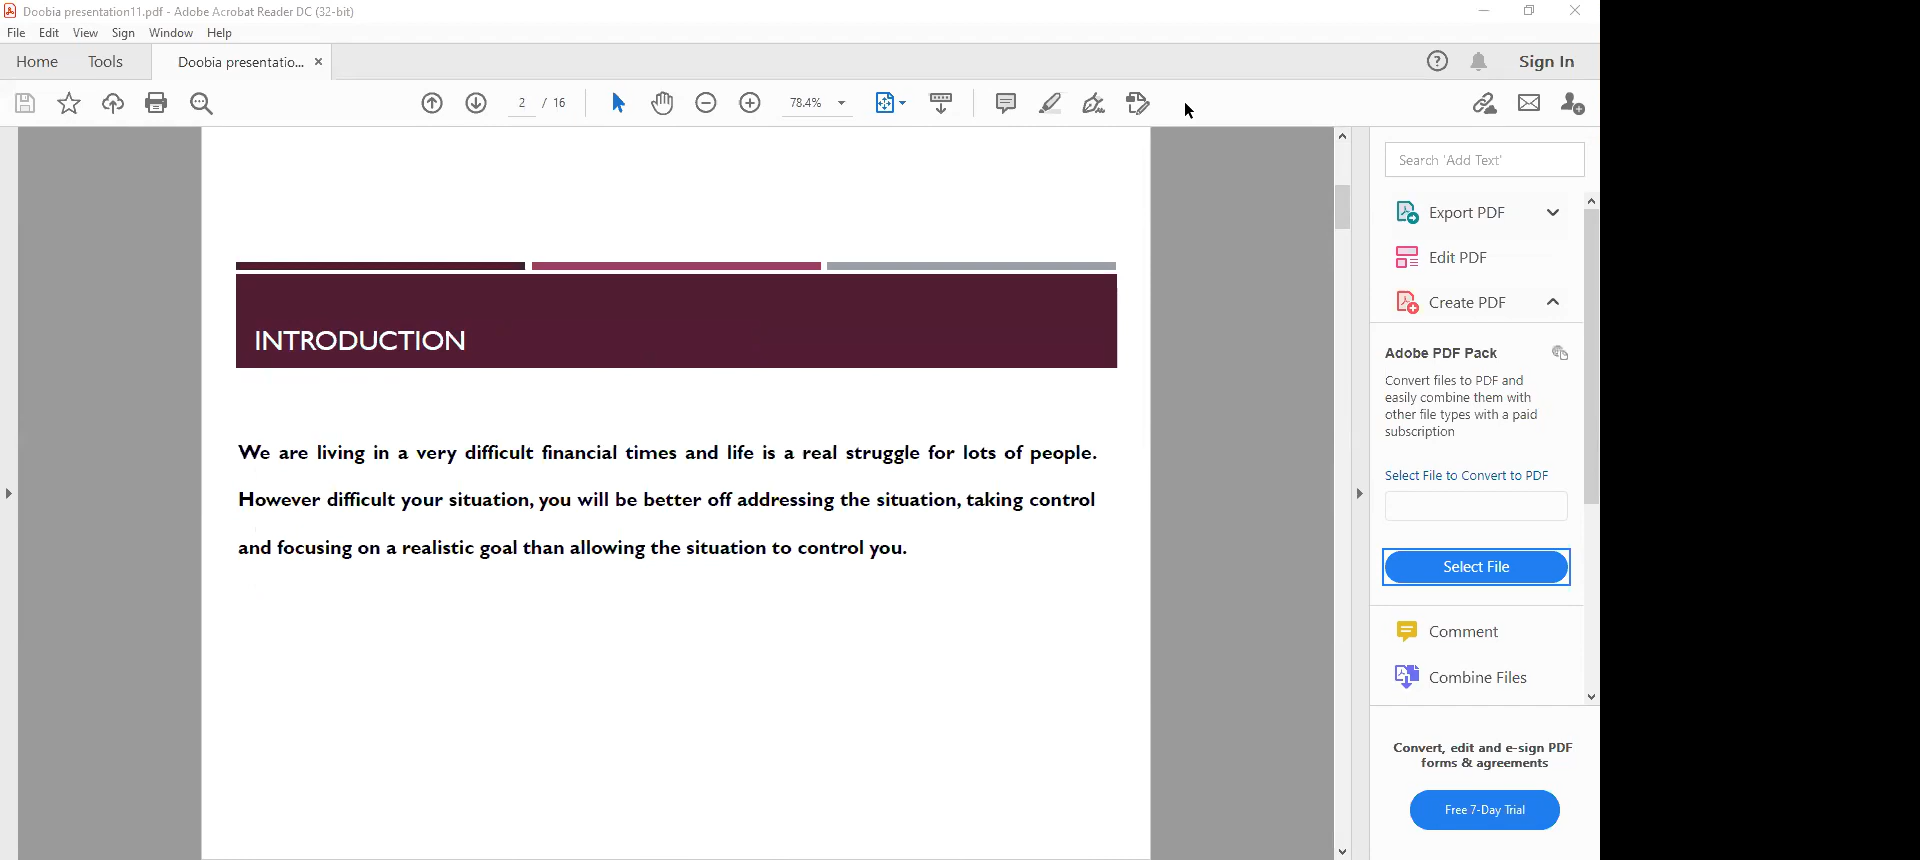 Doobia presentation11.pdf - Adobe Acrobat Reader DC (32-bit)
File Edit View Sign Window Help
Home Tools Doobia presentatio... × Sign In
2 / 16 78.4%
Search 'Add Text'
Export PDF
Edit PDF
Create PDF
Adobe PDF Pack
Convert files to PDF and
easily combine them with
other file types with a paid
subscription
Select File to Convert to PDF
Select File
Comment
Combine Files
Convert, edit and e-sign PDF
forms & agreements
Free 7-Day Trial
INTRODUCTION
We are living in a very difficult financial times and life is a real struggle for lots of people.
However difficult your situation, you will be better off addressing the situation, taking control
and focusing on a realistic goal than allowing the situation to control you.